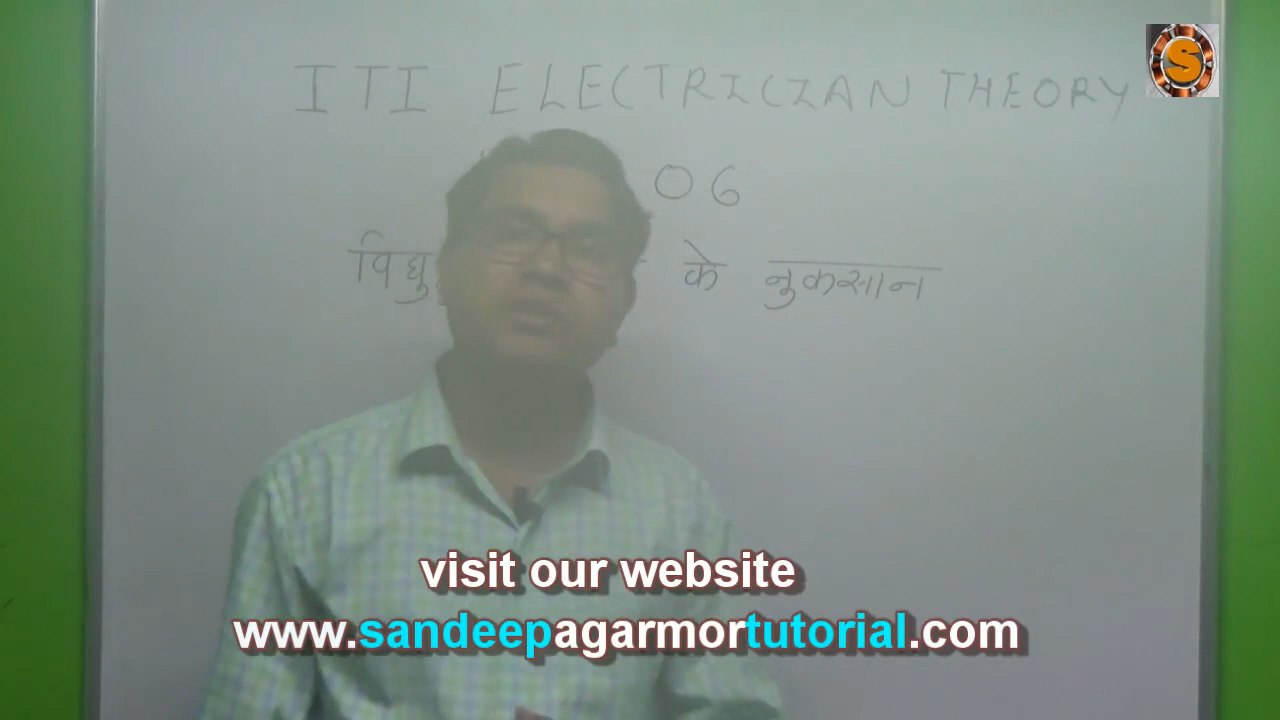 ITI ELECTRICIAN THEORY
06
के नुकसान
visit our website
www.sandeepagarmortutorial.com
S